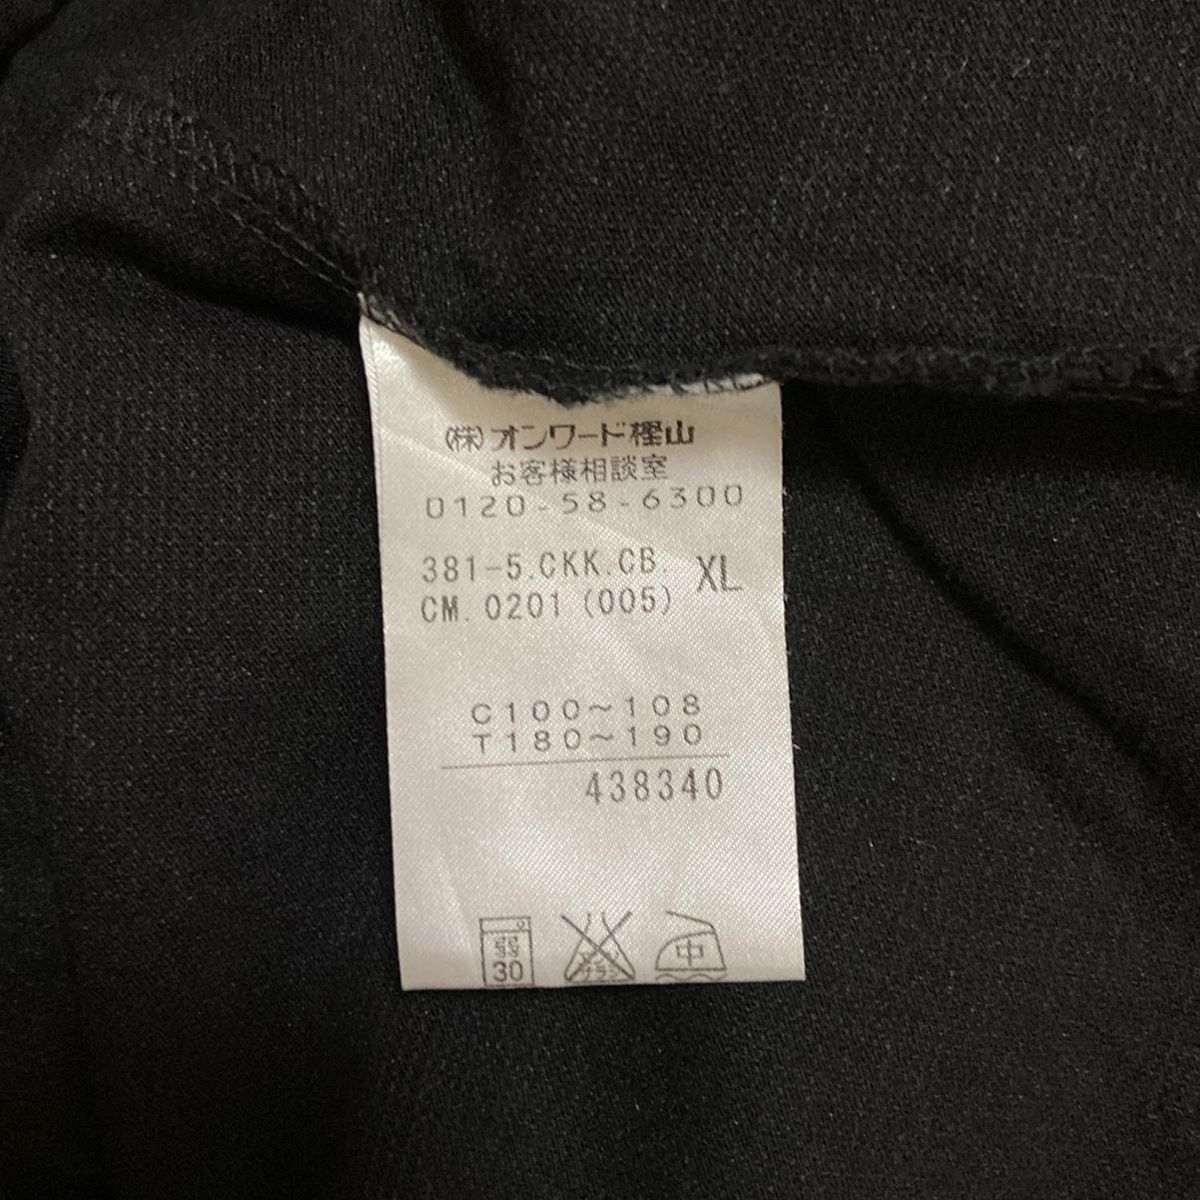 (株)オンワード樫山
お客様相談室
0120-58-6300
381-5.CKK.CB. XL
CM.0201(005)
C100～108
T180～190
438340
30
中